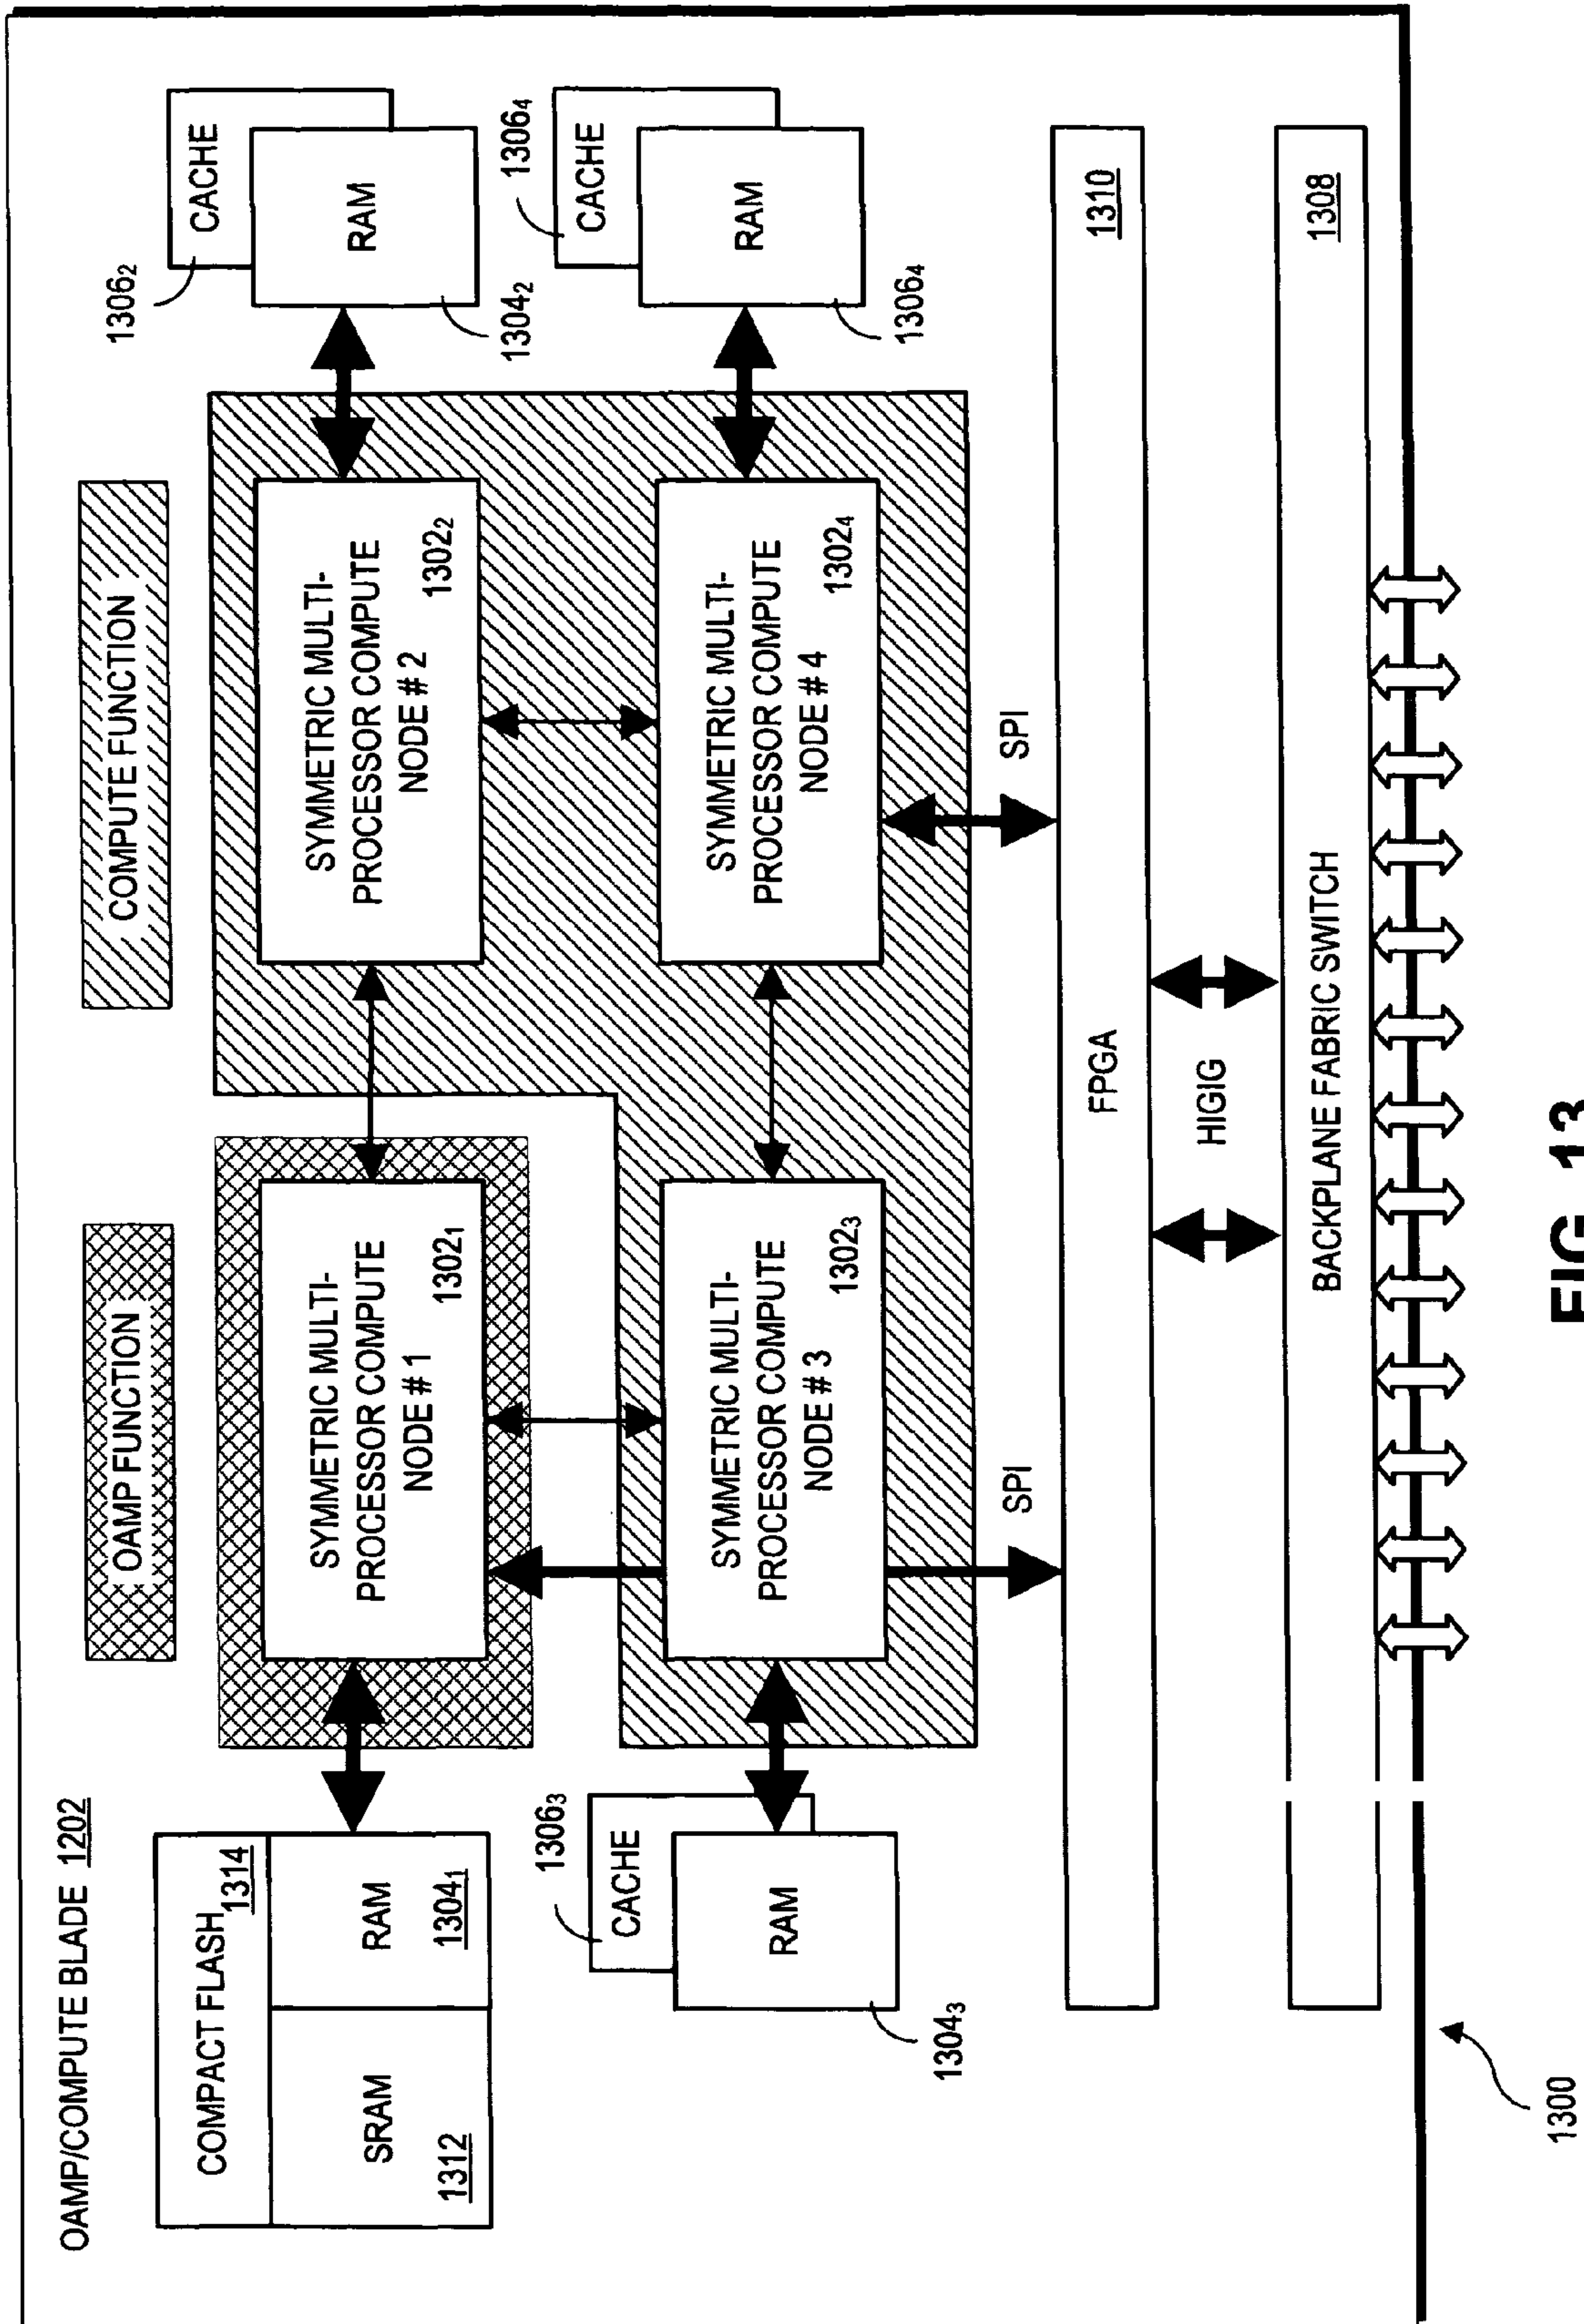 OAMP/COMPUTE BLADE 1202
OAMP FUNCTION
COMPUTE FUNCTION
COMPACT FLASH
1314
SRAM
1312
RAM
1304₁
SYMMETRIC MULTI-
PROCESSOR COMPUTE
NODE # 1
1302₁
SYMMETRIC MULTI-
PROCESSOR COMPUTE
NODE # 2
1302₂
1306₂
CACHE
RAM
1304₂
1306₃
CACHE
RAM
1304₃
SYMMETRIC MULTI-
PROCESSOR COMPUTE
NODE # 3
1302₃
SYMMETRIC MULTI-
PROCESSOR COMPUTE
NODE # 4
1302₄
1306₄
CACHE
RAM
1306₄
SPI
SPI
FPGA
1310
HIGIG
BACKPLANE FABRIC SWITCH
1308
1300
FIG. 13